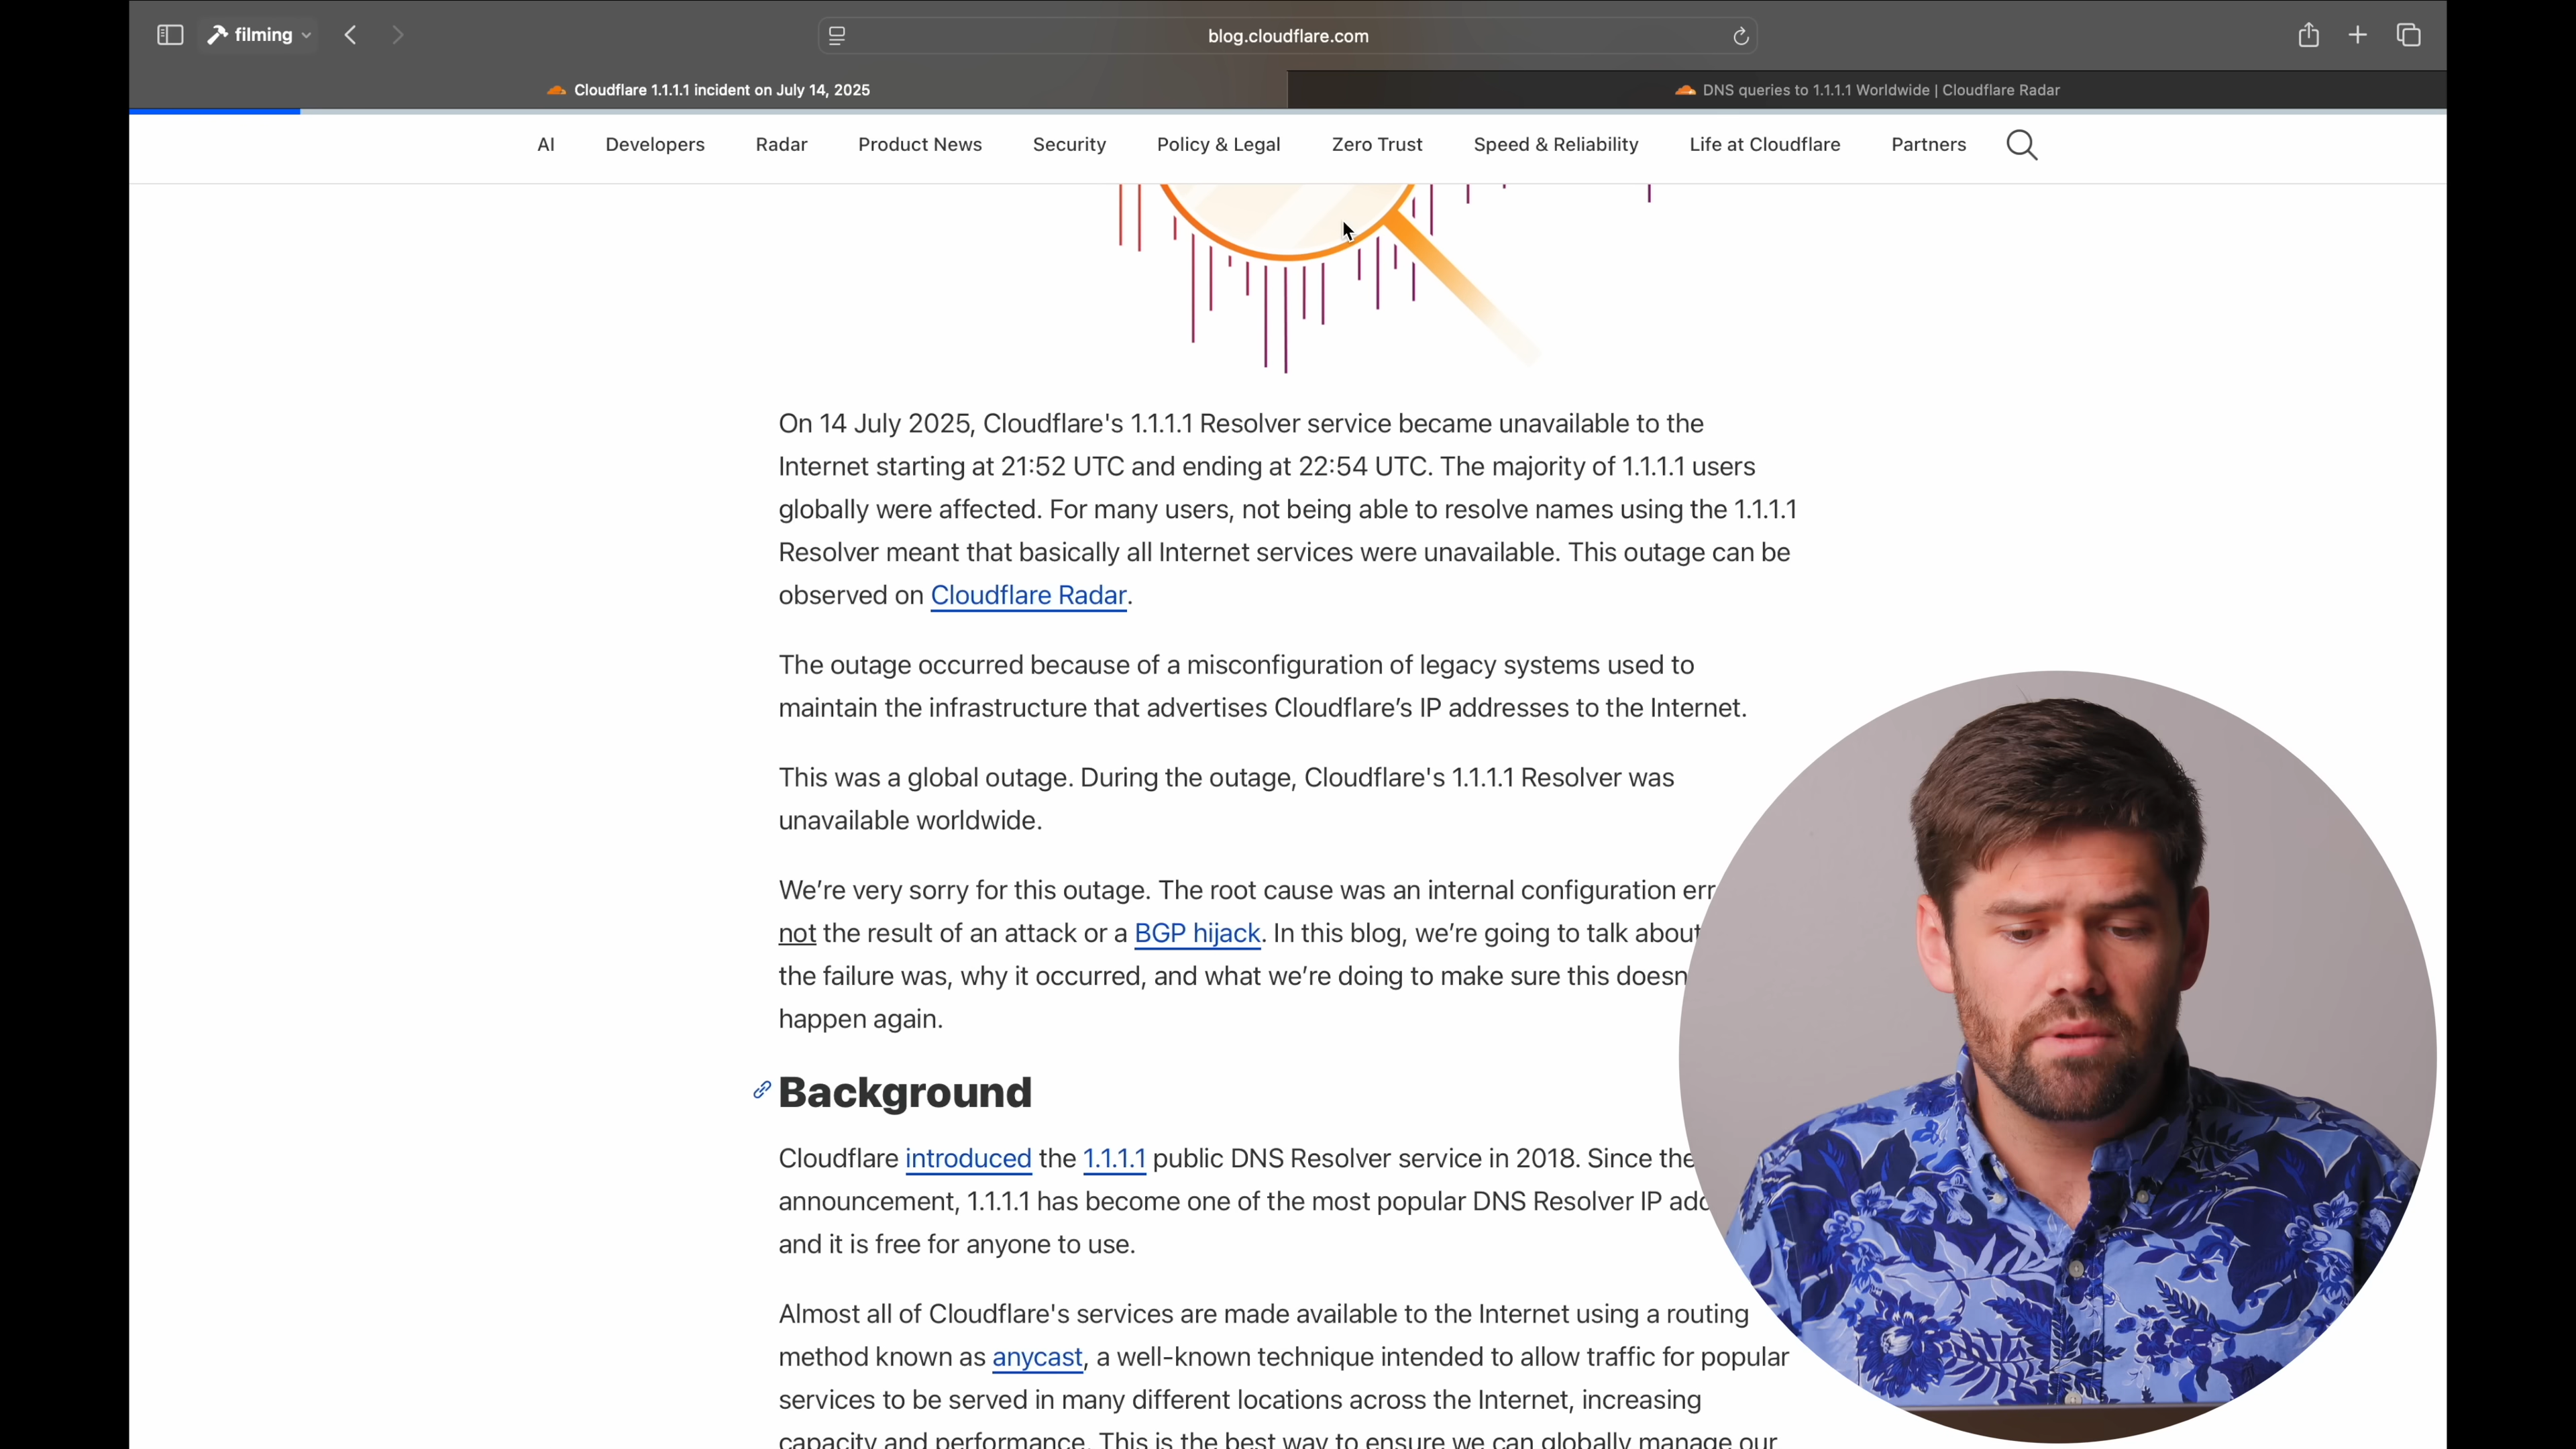 filming
blog.cloudflare.com
Cloudflare 1.1.1.1 incident on July 14, 2025
DNS queries to 1.1.1.1 Worldwide | Cloudflare Radar
AI Developers Radar Product News Security Policy & Legal Zero Trust Speed & Reliability Life at Cloudflare Partners
On 14 July 2025, Cloudflare's 1.1.1.1 Resolver service became unavailable to the
Internet starting at 21:52 UTC and ending at 22:54 UTC. The majority of 1.1.1.1 users
globally were affected. For many users, not being able to resolve names using the 1.1.1.1
Resolver meant that basically all Internet services were unavailable. This outage can be
observed on Cloudflare Radar.
The outage occurred because of a misconfiguration of legacy systems used to
maintain the infrastructure that advertises Cloudflare’s IP addresses to the Internet.
This was a global outage. During the outage, Cloudflare's 1.1.1.1 Resolver was
unavailable worldwide.
We’re very sorry for this outage. The root cause was an internal configuration
not the result of an attack or a BGP hijack. In this blog, we’re going to talk about
the failure was, why it occurred, and what we’re doing to make sure this
happen again.
Background
Cloudflare introduced the 1.1.1.1 public DNS Resolver service in 2018. Since
announcement, 1.1.1.1 has become one of the most popular DNS Resolver IP
and it is free for anyone to use.
Almost all of Cloudflare's services are made available to the Internet using a routing
method known as anycast, a well-known technique intended to allow traffic for popular
services to be served in many different locations across the Internet, increasing
capacity and performance. This is the best way to ensure we can globally manage our